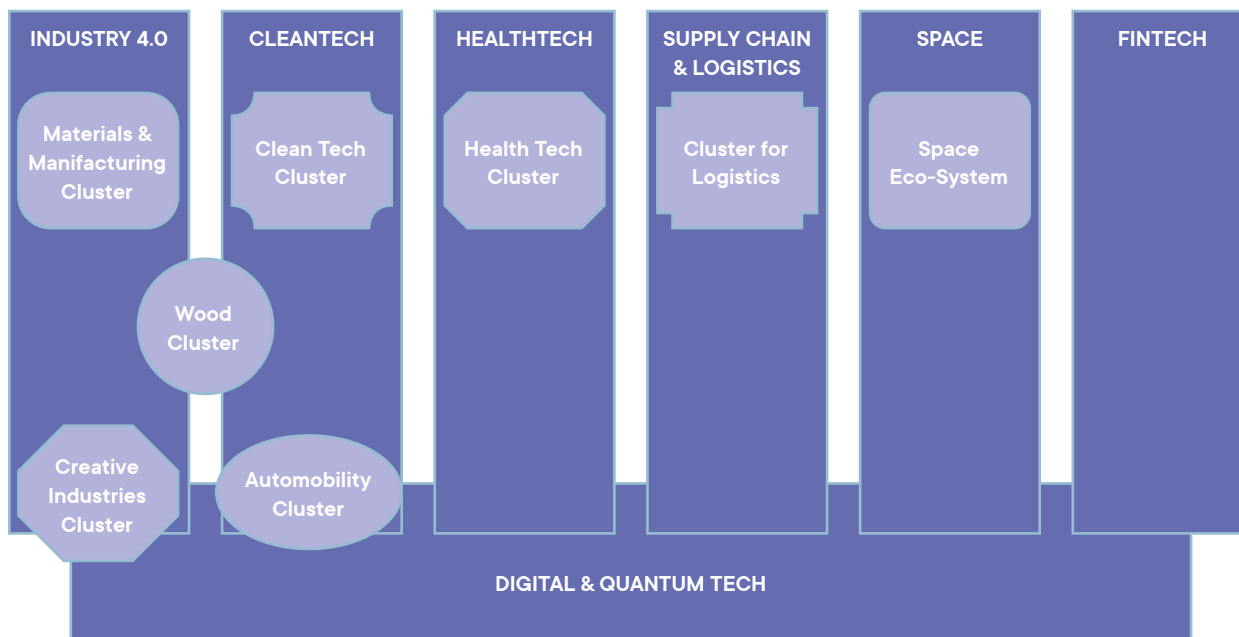 INDUSTRY 4.0
CLEANTECH
HEALTHTECH
SUPPLY CHAIN
& LOGISTICS
SPACE
FINTECH
Materials &
Manifacturing
Cluster
Clean Tech
Cluster
Health Tech
Cluster
Cluster for
Logistics
Space
Eco-System
Wood
Cluster
Creative
Industries
Cluster
Automobility
Cluster
DIGITAL & QUANTUM TECH